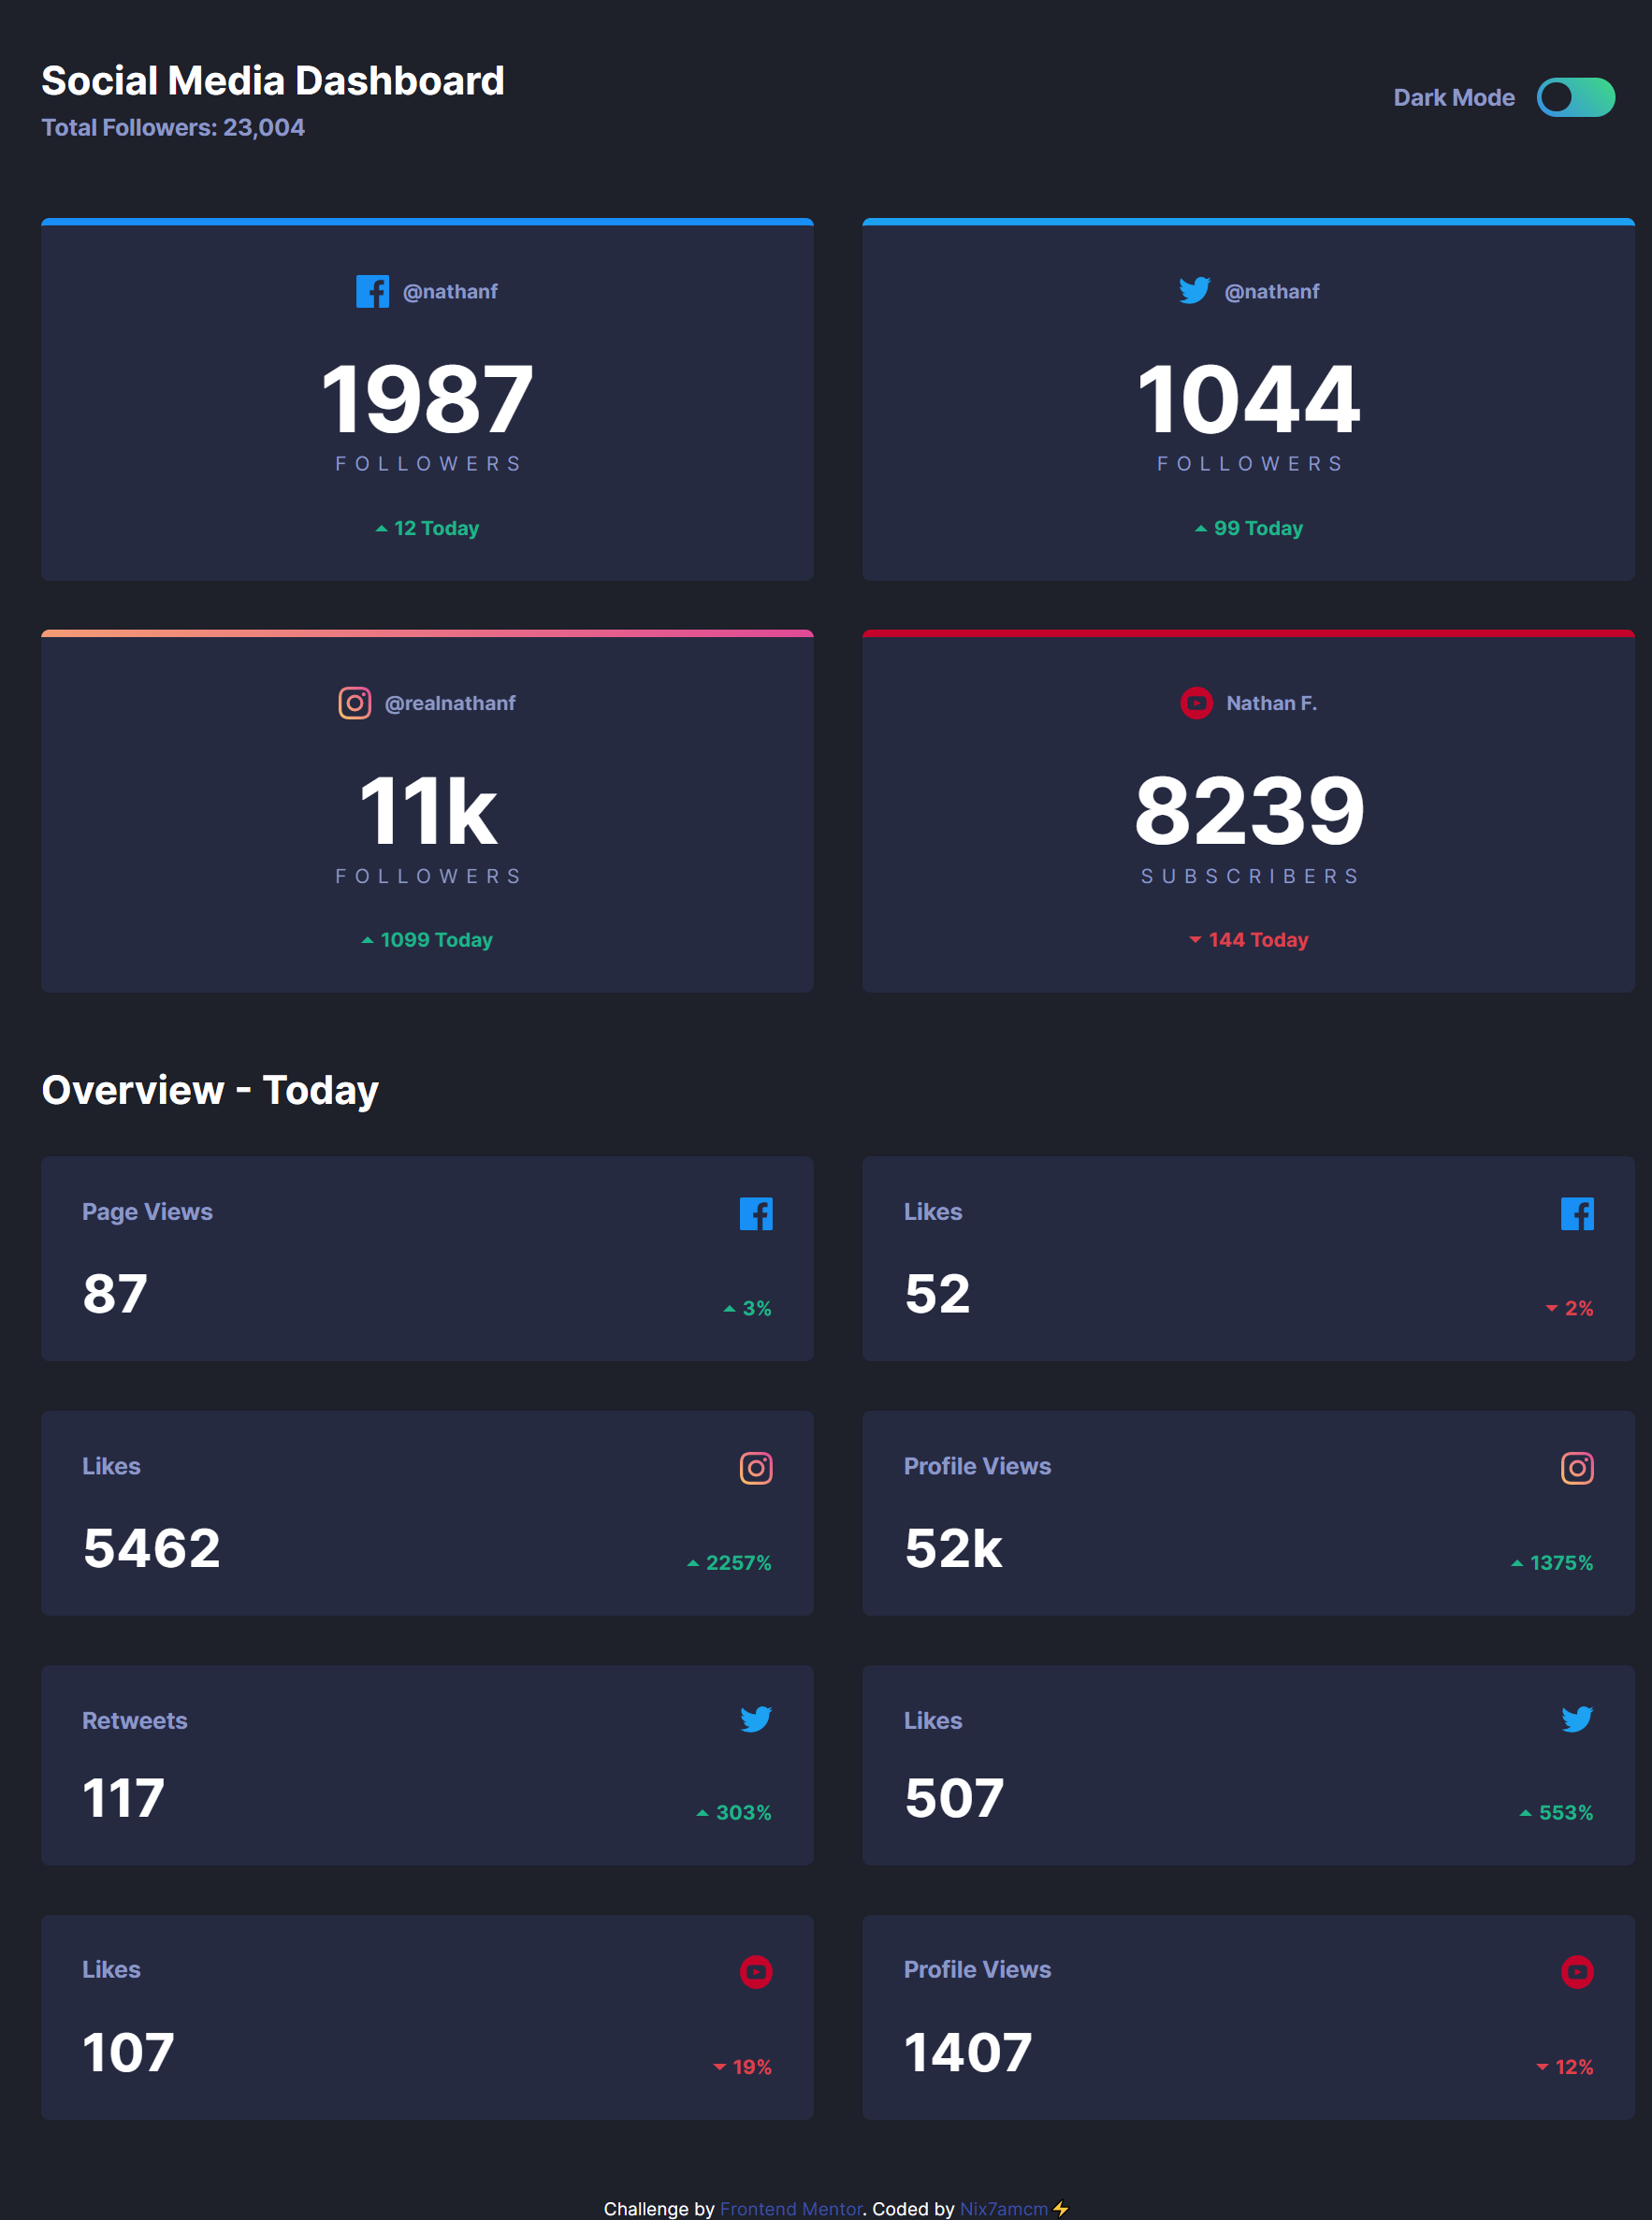 Social Media Dashboard
Total Followers: 23,004
Dark Mode
@nathanf
1987
FOLLOWERS
12 Today
@nathanf
1044
FOLLOWERS
99 Today
@realnathanf
11k
FOLLOWERS
1099 Today
Nathan F.
8239
SUBSCRIBERS
144 Today
Overview - Today
Page Views
87
3%
Likes
52
2%
Likes
5462
2257%
Profile Views
52k
1375%
Retweets
117
303%
Likes
507
553%
Likes
107
19%
Profile Views
1407
12%
Challenge by Frontend Mentor. Coded by Nix7amcm⚡